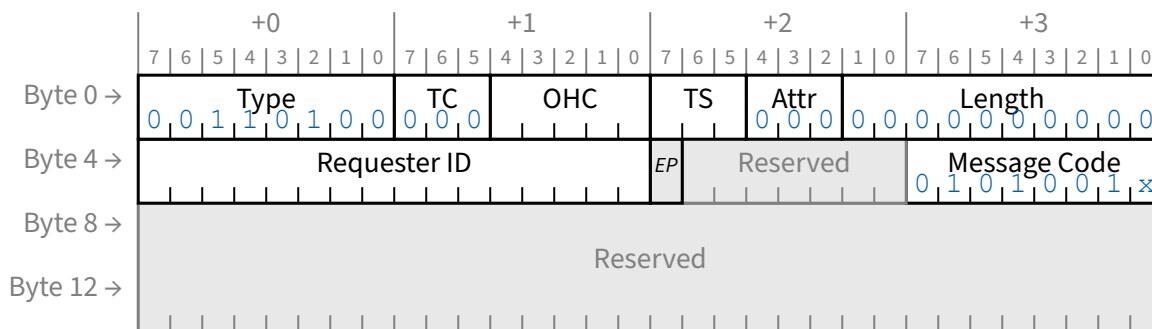 +0 +1 +2 +3
7 6 5 4 3 2 1 0 7 6 5 4 3 2 1 0 7 6 5 4 3 2 1 0 7 6 5 4 3 2 1 0
Byte 0 → Type TC OHC TS Attr Length
0 0 1 1 0 1 0 0 0 0 0 0 0 0 0 0 0 0 0 0 0 0 0 0
Byte 4 → Requester ID EP Reserved Message Code
0 1 0 1 0 0 1 x
Byte 8 →
Reserved
Byte 12 →